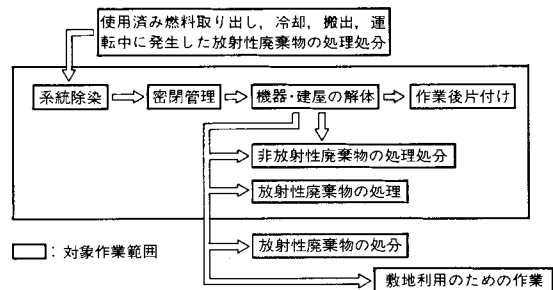 使用済み燃料取り出し，冷却，搬出，運
転中に発生した放射性廃棄物の処理処分
系統除染
密閉管理
機器・建屋の解体
作業後片付け
非放射性廃棄物の処理処分
放射性廃棄物の処理
放射性廃棄物の処分
：対象作業範囲
敷地利用のための作業